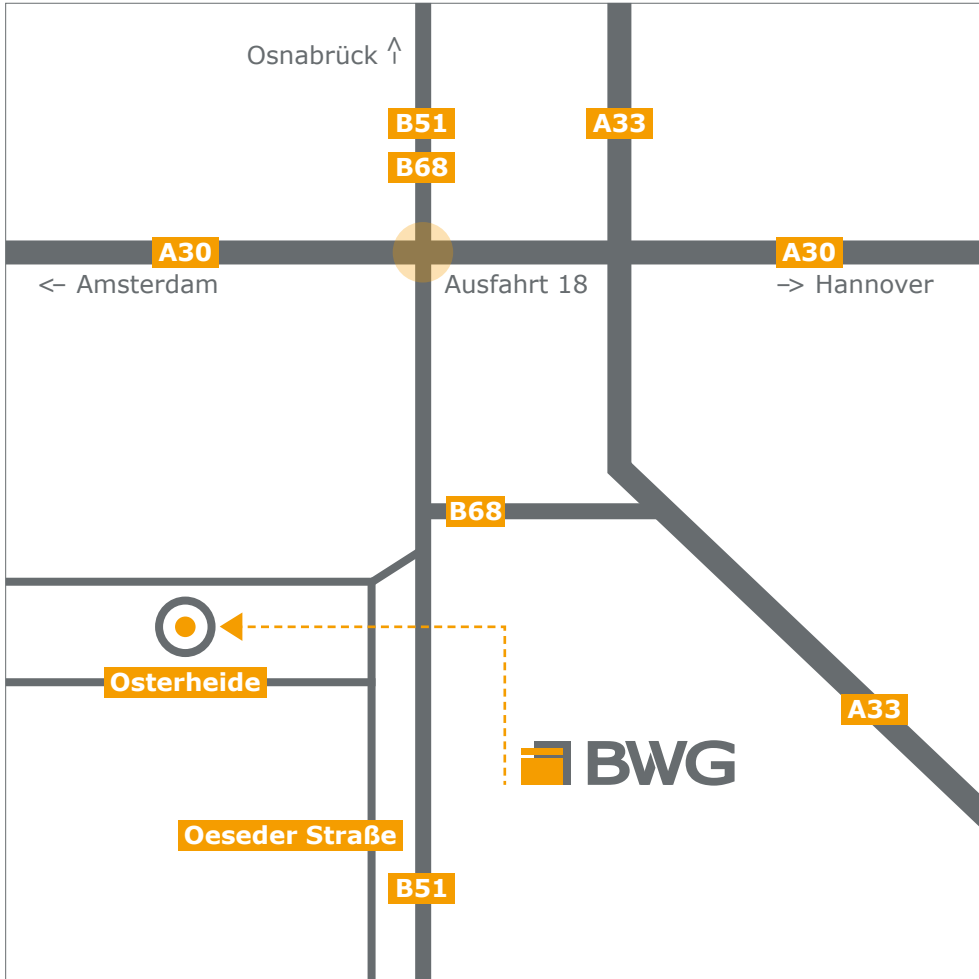 Osnabrück ^
B51
A33
B68
A30
A30
<– Amsterdam
Ausfahrt 18
–> Hannover
B68
Osterheide
A33
BWG
Oeseder Straße
B51